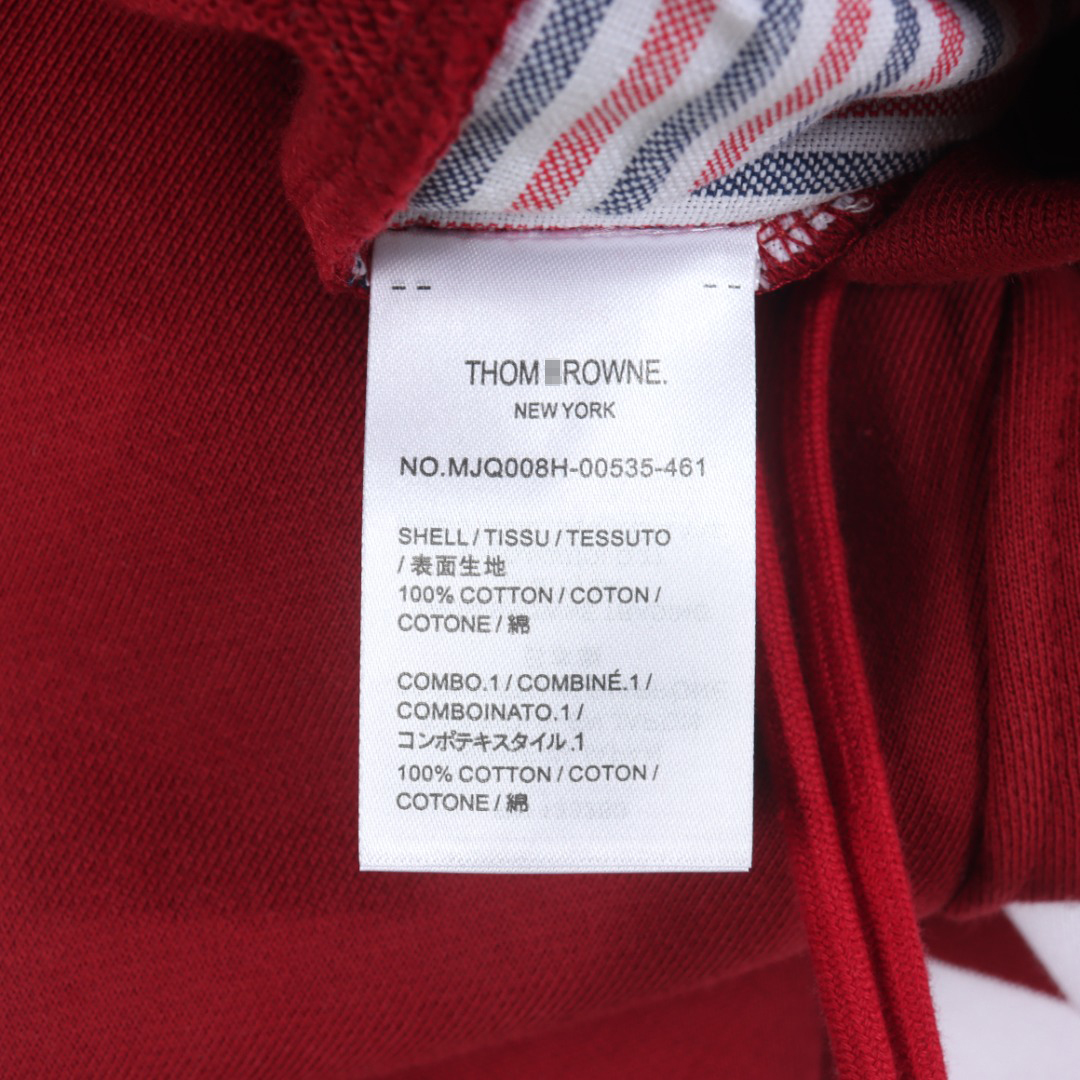 -- --
THOM ROWNE.
NEW YORK
NO.MJQ008H-00535-461
SHELL / TISSU / TESSUTO
/ 表面生地
100% COTTON / COTON /
COTONE / 綿
COMBO.1 / COMBINÉ.1 /
COMBOINATO.1 /
コンポテキスタイル.1
100% COTTON / COTON /
COTONE / 綿